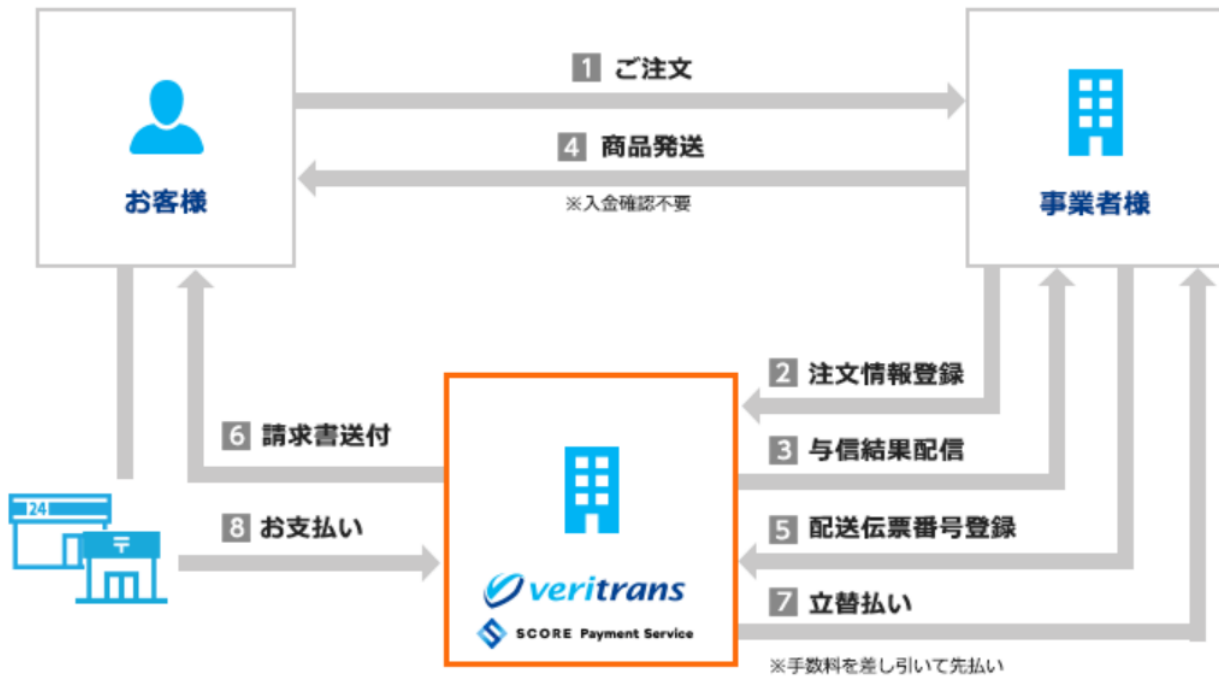 1 ご注文
4 商品発送
※入金確認不要
お客様
事業者様
2 注文情報登録
3 与信結果配信
6 請求書送付
24
〒
8 お支払い
5 配送伝票番号登録
7 立替払い
※手数料を差し引いて先払い
veritrans
SCORE Payment Service